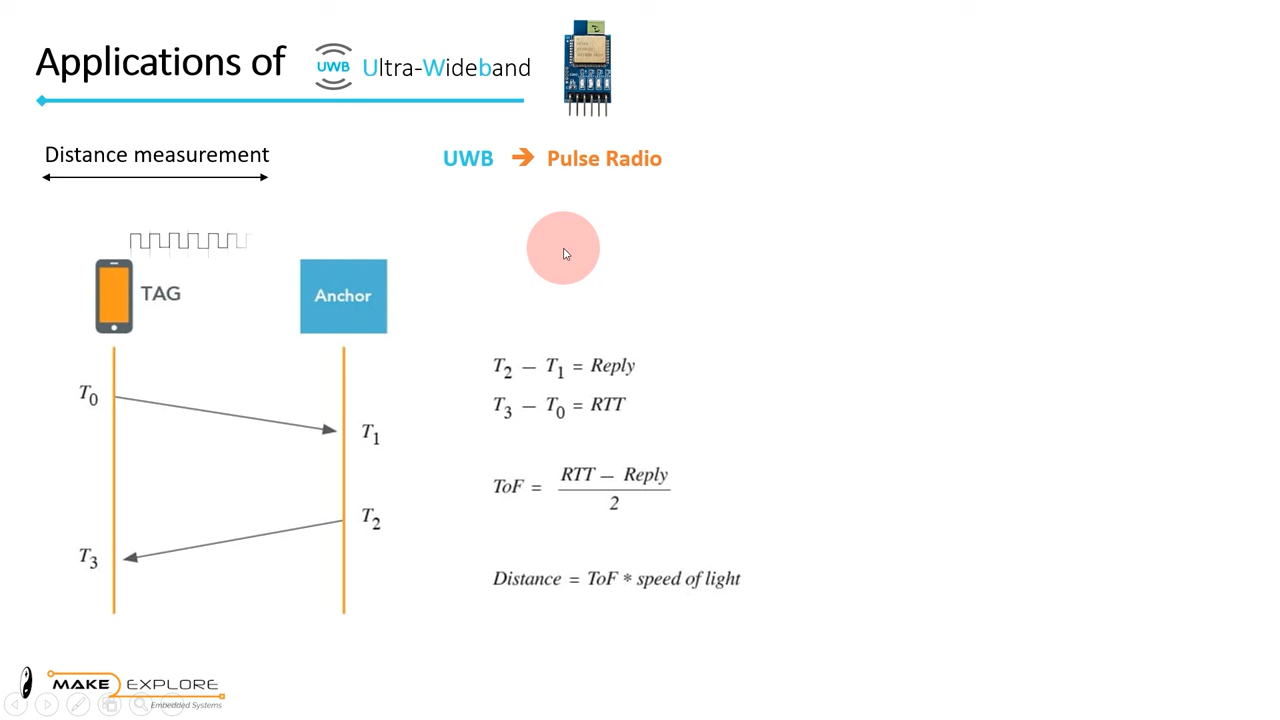 Applications of UWB Ultra-Wideband
Distance measurement
UWB ➔ Pulse Radio
TAG
Anchor
T0
T1
T2
T3
T2 − T1 = Reply
T3 − T0 = RTT
ToF = RTT − Reply
2
Distance = ToF * speed of light
MAKE EXPLORE
Embedded Systems